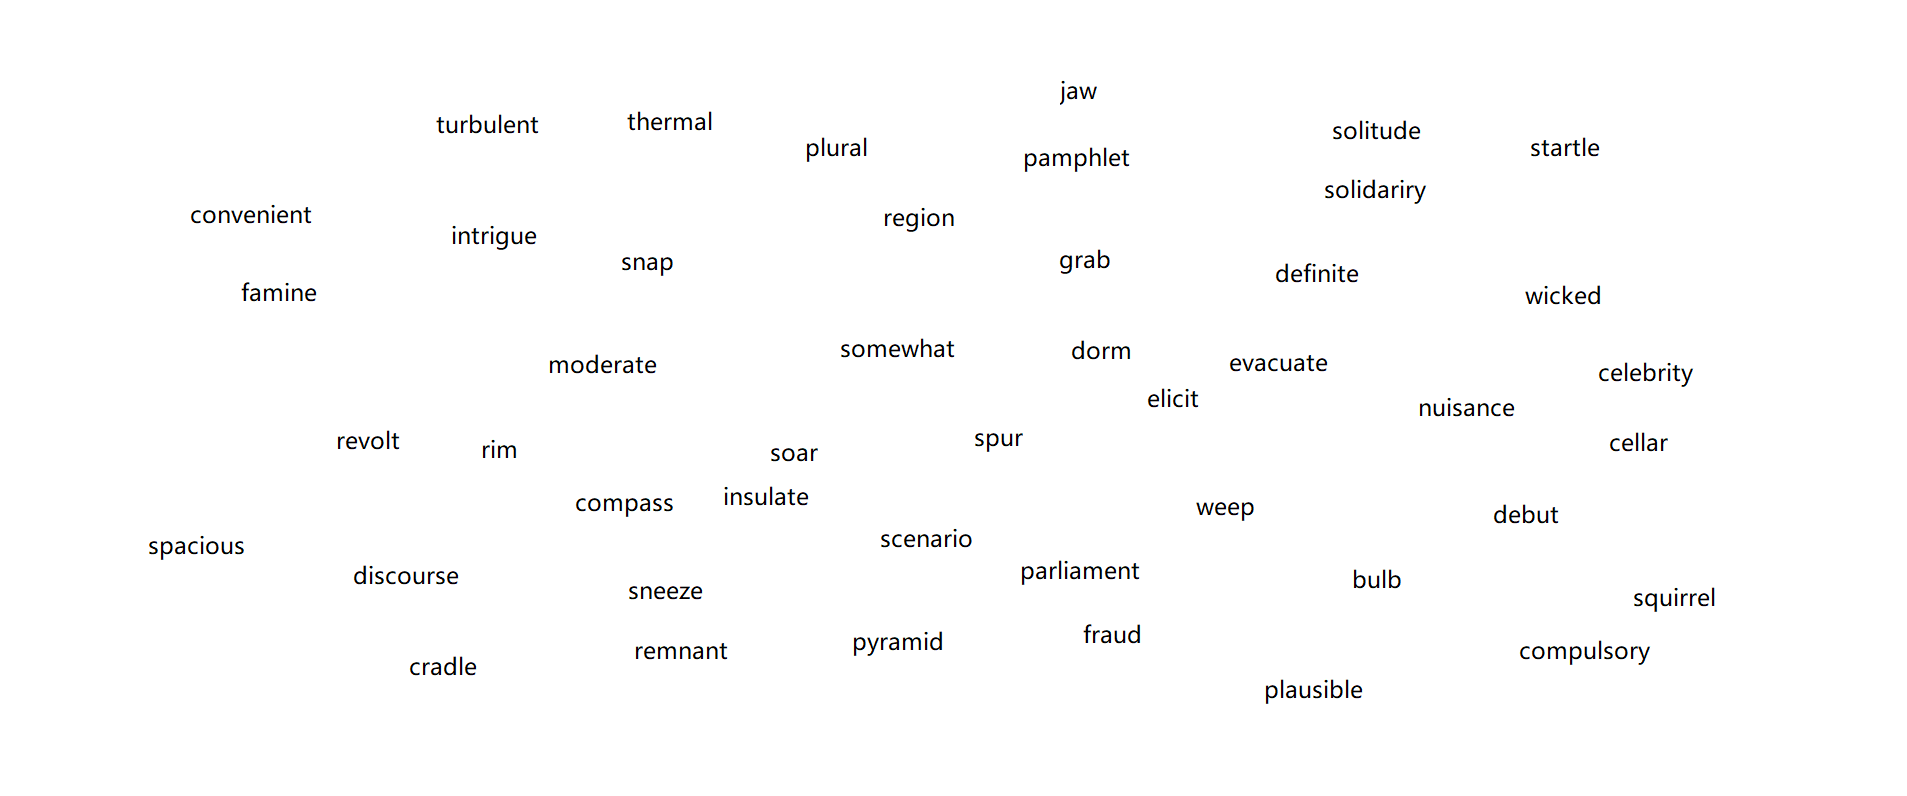 jaw
turbulent
thermal
solitude
plural
startle
pamphlet
solidariry
convenient
region
intrigue
grab
snap
definite
famine
wicked
somewhat
dorm
moderate
evacuate
celebrity
elicit
nuisance
spur
revolt
cellar
rim
soar
insulate
compass
weep
debut
scenario
spacious
parliament
discourse
bulb
sneeze
squirrel
fraud
pyramid
remnant
compulsory
cradle
plausible